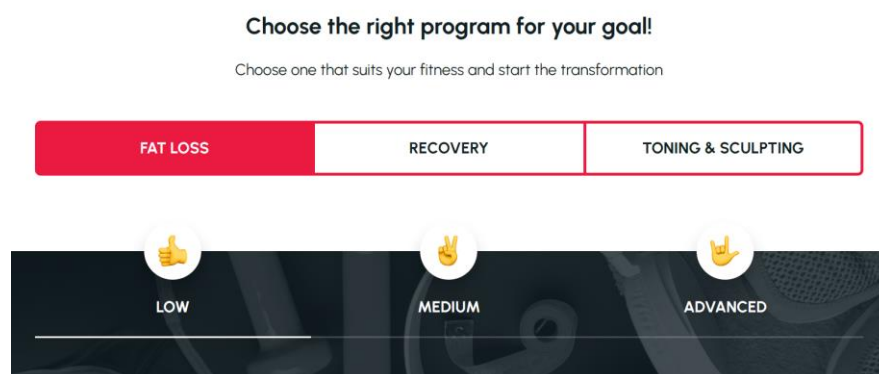 Choose the right program for your goal!
Choose one that suits your fitness and start the transformation
FAT LOSS RECOVERY TONING & SCULPTING
LOW MEDIUM ADVANCED